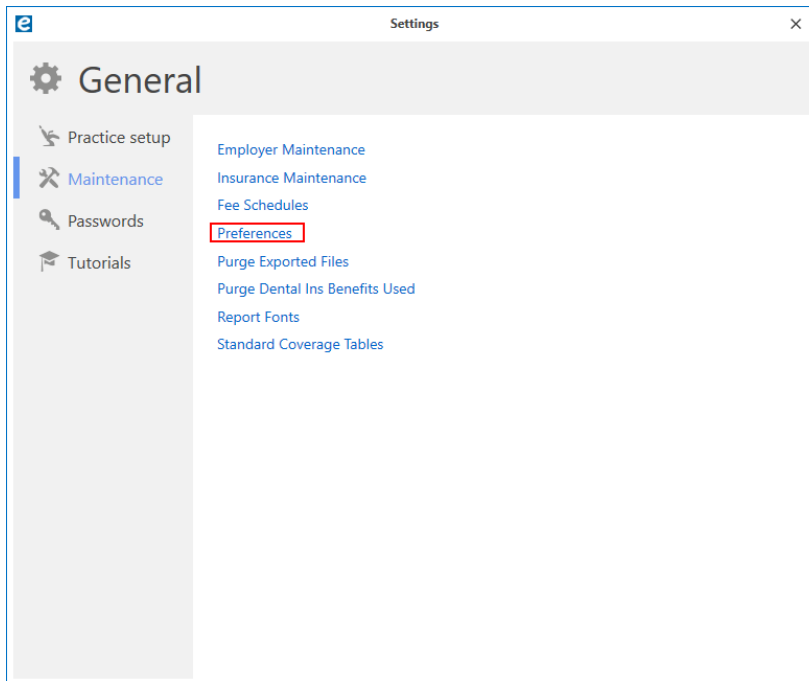 Settings
General
Practice setup
Maintenance
Passwords
Tutorials
Employer Maintenance
Insurance Maintenance
Fee Schedules
Preferences
Purge Exported Files
Purge Dental Ins Benefits Used
Report Fonts
Standard Coverage Tables